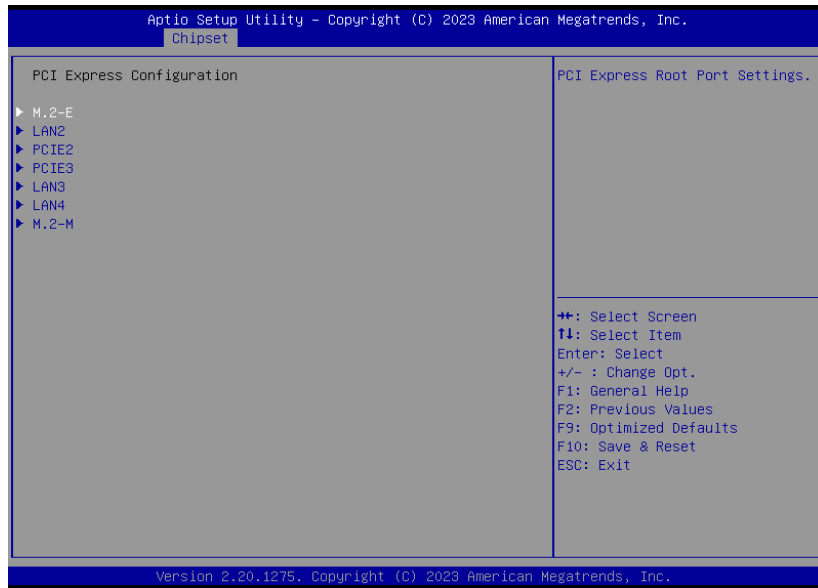 Aptio Setup Utility – Copyright (C) 2023 American Megatrends, Inc.
Chipset
PCI Express Configuration
M.2-E
LAN2
PCIE2
PCIE3
LAN3
LAN4
M.2-M
PCI Express Root Port Settings.
→←: Select Screen
↑↓: Select Item
Enter: Select
+/- : Change Opt.
F1: General Help
F2: Previous Values
F9: Optimized Defaults
F10: Save & Reset
ESC: Exit
Version 2.20.1275. Copyright (C) 2023 American Megatrends, Inc.